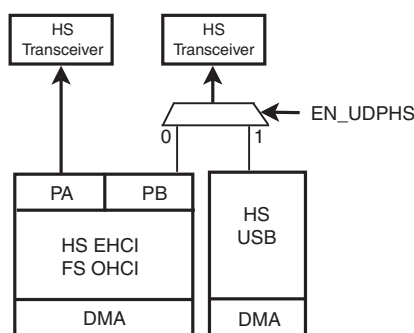 HS
Transceiver
HS
Transceiver
EN_UDPHS
0
1
PA
PB
HS EHCI
FS OHCI
DMA
HS
USB
DMA